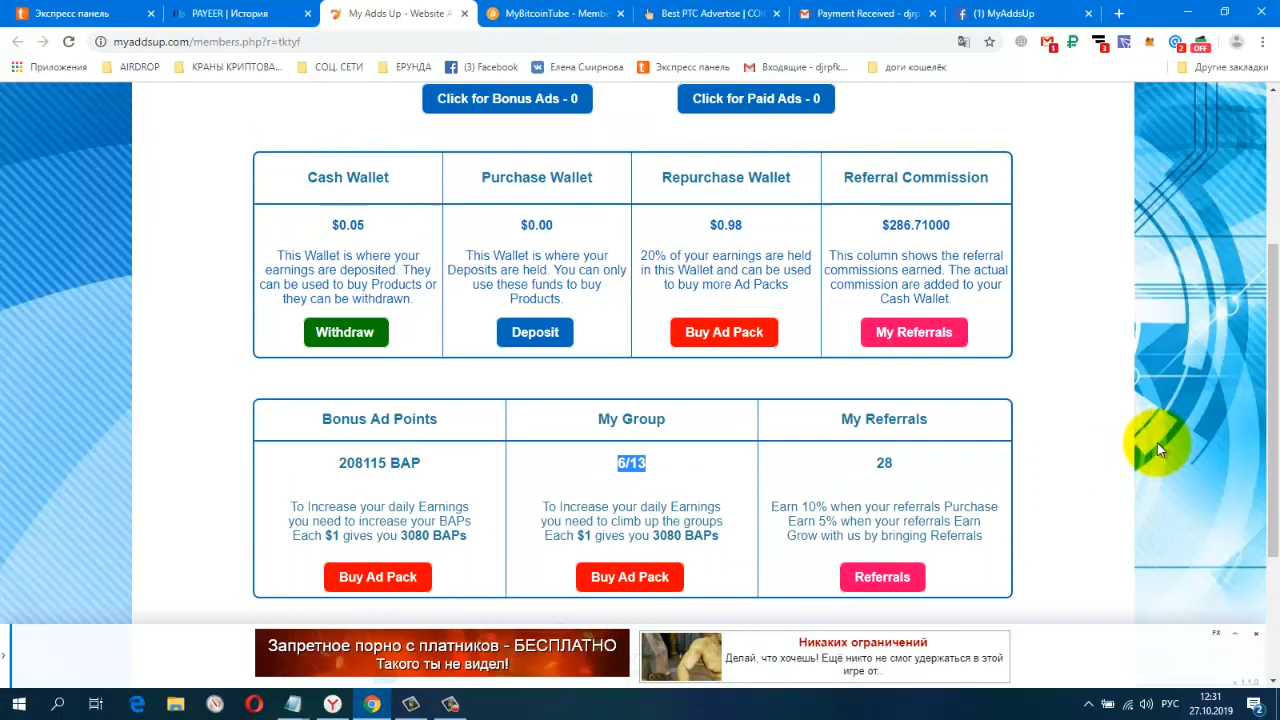 Экспресс панель
PAYEER | История
My Adds Up - Website A
MyBitcoinTube - Membe
Best PTC Advertise | COI
Payment Received - djrp
(1) MyAddsUp
myaddsup.com/members.php?r=tktyf
1
3
2
OFF
Приложения
AIRDROP
КРАНЫ КРИПТОВА...
СОЦ. СЕТИ
ЕРУНДА
(3) Facebook
Елена Смирнова
Экспресс панель
Входящие - djrpfk...
доги кошелёк
Другие закладки
Click for Bonus Ads - 0
Click for Paid Ads - 0
Cash Wallet
Purchase Wallet
Repurchase Wallet
Referral Commission
$0.05
$0.00
$0.98
$286.71000
This Wallet is where your
earnings are deposited. They
can be used to buy Products or
they can be withdrawn.
This Wallet is where your
Deposits are held. You can only
use these funds to buy
Products.
20% of your earnings are held
in this Wallet and can be used
to buy more Ad Packs
This column shows the referral
commissions earned. The actual
commission are added to your
Cash Wallet.
Withdraw
Deposit
Buy Ad Pack
My Referrals
Bonus Ad Points
My Group
My Referrals
208115 BAP
6/13
28
To Increase your daily Earnings
you need to increase your BAPs
Each $1 gives you 3080 BAPs
To Increase your daily Earnings
you need to climb up the groups
Each $1 gives you 3080 BAPs
Earn 10% when your referrals Purchase
Earn 5% when your referrals Earn
Grow with us by bringing Referrals
Buy Ad Pack
Buy Ad Pack
Referrals
Запретное порно с платников - БЕСПЛАТНО
Такого ты не видел!
Никаких ограничений
Делай, что хочешь! Ещё никто не смог удержаться в этой
игре от...
v. 1.1.0
РУС
12:31
27.10.2019
2